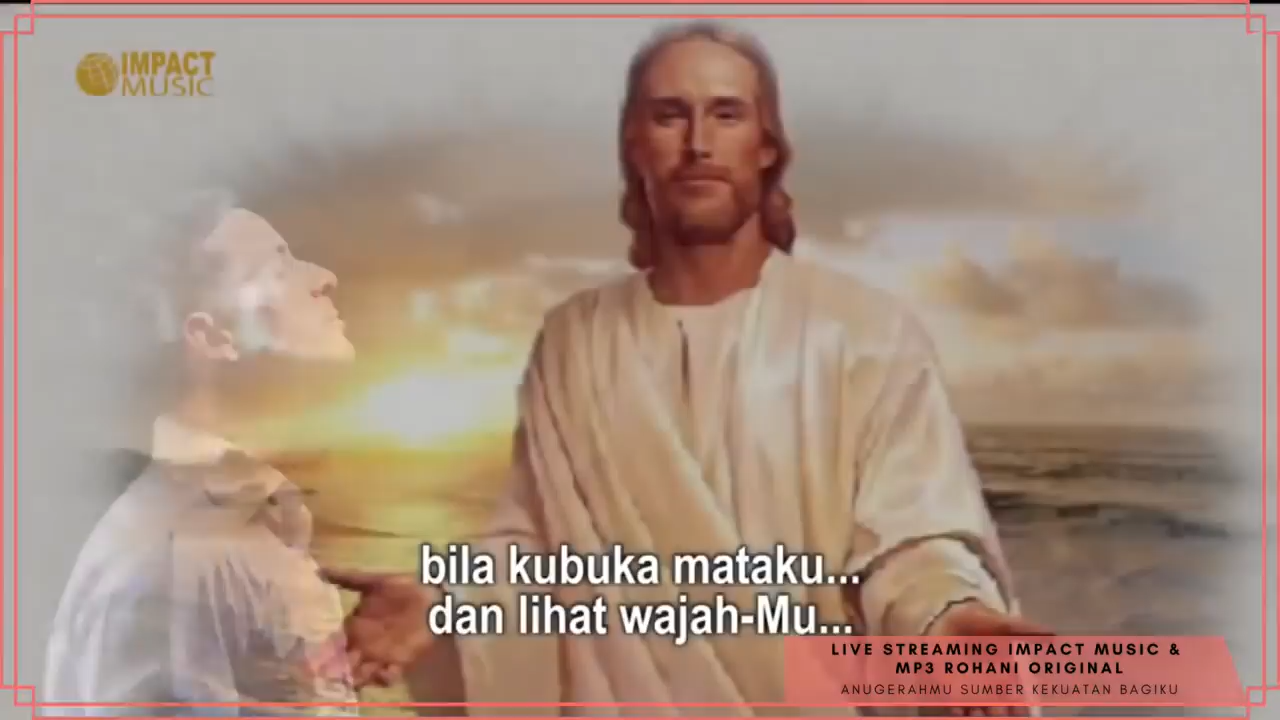 IMPACT
MUSIC
bila kubuka mataku...
dan lihat wajah-Mu...
LIVE STREAMING IMPACT MUSIC &
MP3 ROHANI ORIGINAL
ANUGERAHMU SUMBER KEKUATAN BAGIKU